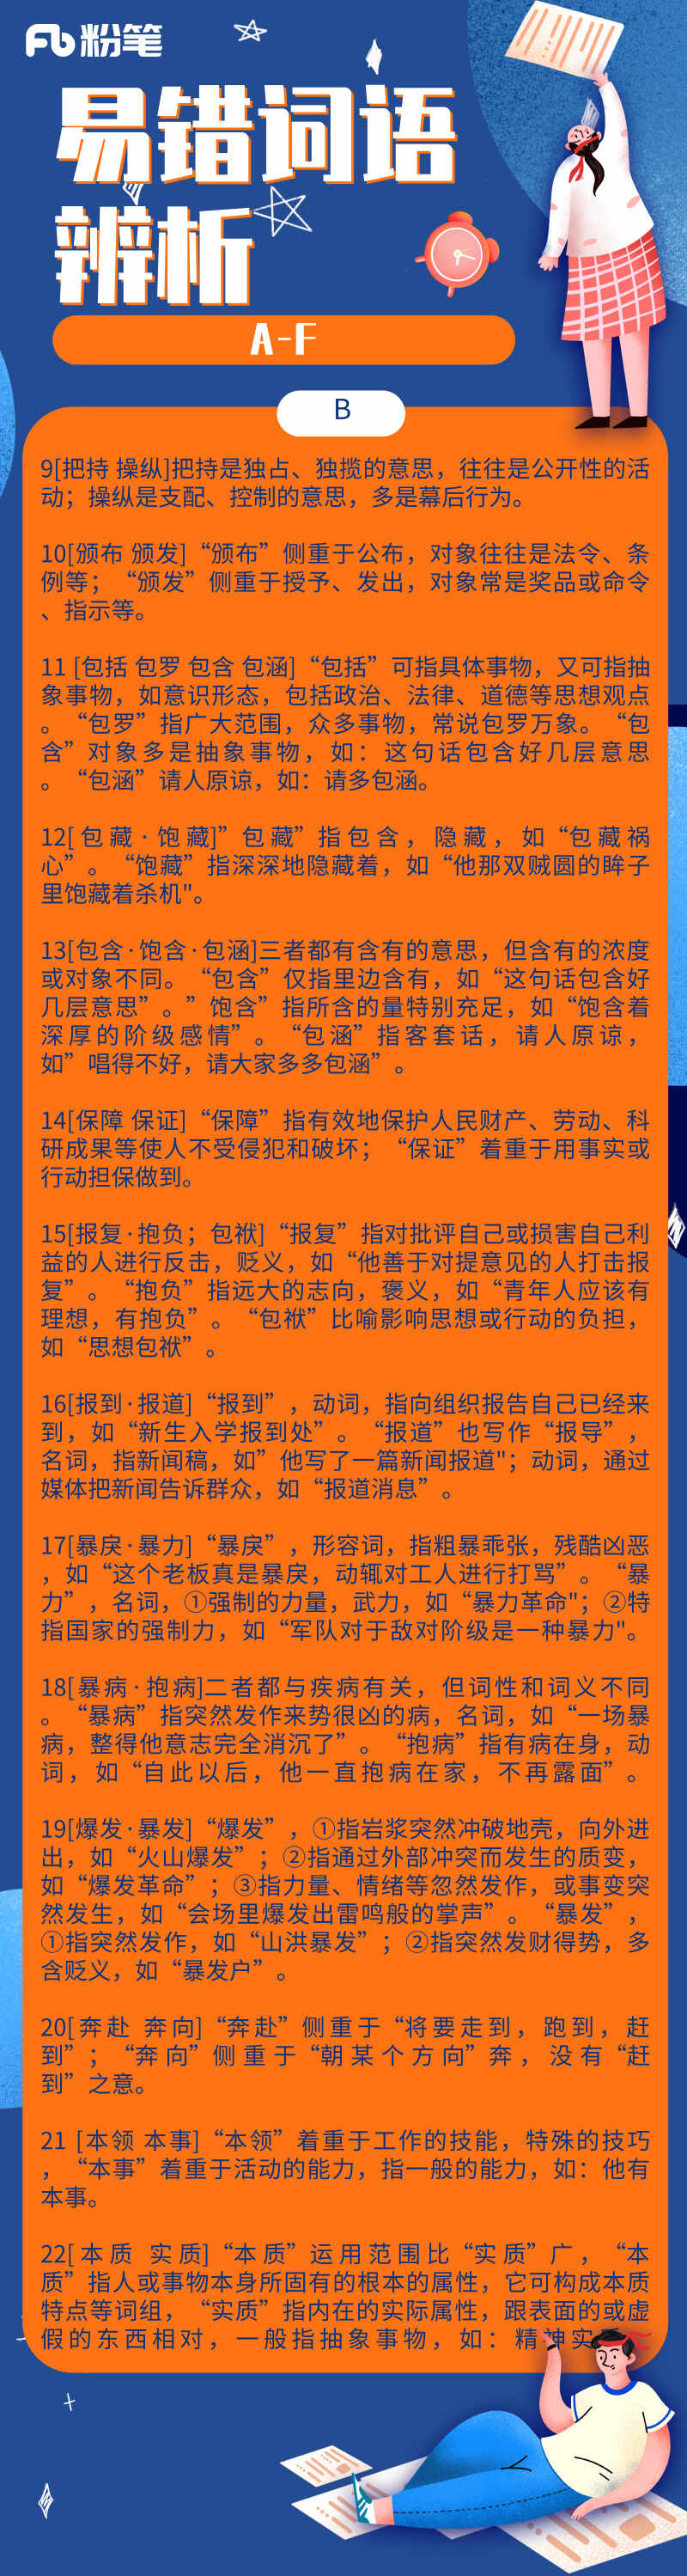 粉笔
易错词语
辨析
A-F
B
9[把持 操纵]把持是独占、独揽的意思，往往是公开性的活
动；操纵是支配、控制的意思，多是幕后行为。
10[颁布 颁发]“颁布”侧重于公布，对象往往是法令、条
例等；“颁发”侧重于授予、发出，对象常是奖品或命令
、指示等。
11 [包括 包罗 包含 包涵]“包括”可指具体事物，又可指抽
象事物，如意识形态，包括政治、法律、道德等思想观点
。“包罗”指广大范围，众多事物，常说包罗万象。“包
含”对象多是抽象事物，如：这句话包含好几层意思
。“包涵”请人原谅，如：请多包涵。
12[包藏·饱藏]”包藏”指包含，隐藏，如“包藏祸
心”。“饱藏”指深深地隐藏着，如“他那双贼圆的眸子
里饱藏着杀机"。
13[包含·饱含·包涵]三者都有含有的意思，但含有的浓度
或对象不同。“包含”仅指里边含有，如“这句话包含好
几层意思”。”饱含”指所含的量特别充足，如“饱含着
深厚的阶级感情”。“包涵”指客套话，请人原谅，
如”唱得不好，请大家多多包涵”。
14[保障 保证]“保障”指有效地保护人民财产、劳动、科
研成果等使人不受侵犯和破坏；“保证”着重于用事实或
行动担保做到。
15[报复·抱负；包袱]“报复”指对批评自己或损害自己利
益的人进行反击，贬义，如“他善于对提意见的人打击报
复”。“抱负”指远大的志向，褒义，如“青年人应该有
理想，有抱负”。“包袱”比喻影响思想或行动的负担，
如“思想包袱”。
16[报到·报道]“报到”，动词，指向组织报告自己已经来
到，如“新生入学报到处”。“报道”也写作“报导”，
名词，指新闻稿，如”他写了一篇新闻报道"；动词，通过
媒体把新闻告诉群众，如“报道消息”。
17[暴戾·暴力]“暴戾”，形容词，指粗暴乖张，残酷凶恶
，如“这个老板真是暴戾，动辄对工人进行打骂”。“暴
力”，名词，①强制的力量，武力，如“暴力革命"；②特
指国家的强制力，如“军队对于敌对阶级是一种暴力"。
18[暴病·抱病]二者都与疾病有关，但词性和词义不同
。“暴病”指突然发作来势很凶的病，名词，如“一场暴
病，整得他意志完全消沉了”。“抱病”指有病在身，动
词，如“自此以后，他一直抱病在家，不再露面”。
19[爆发·暴发]“爆发”，①指岩浆突然冲破地壳，向外迸
出，如“火山爆发”；②指通过外部冲突而发生的质变，
如“爆发革命”；③指力量、情绪等忽然发作，或事变突
然发生，如“会场里爆发出雷鸣般的掌声”。“暴发”，
①指突然发作，如“山洪暴发”；②指突然发财得势，多
含贬义，如“暴发户”。
20[奔赴 奔向]“奔赴”侧重于“将要走到，跑到，赶
到”；“奔向”侧重于“朝某个方向”奔，没有“赶
到”之意。
21 [本领 本事]“本领”着重于工作的技能，特殊的技巧
，“本事”着重于活动的能力，指一般的能力，如：他有
本事。
22[本质 实质]“本质”运用范围比“实质”广，“本
质”指人或事物本身所固有的根本的属性，它可构成本质
特点等词组，“实质”指内在的实际属性，跟表面的或虚
假的东西相对，一般指抽象事物，如：精神实